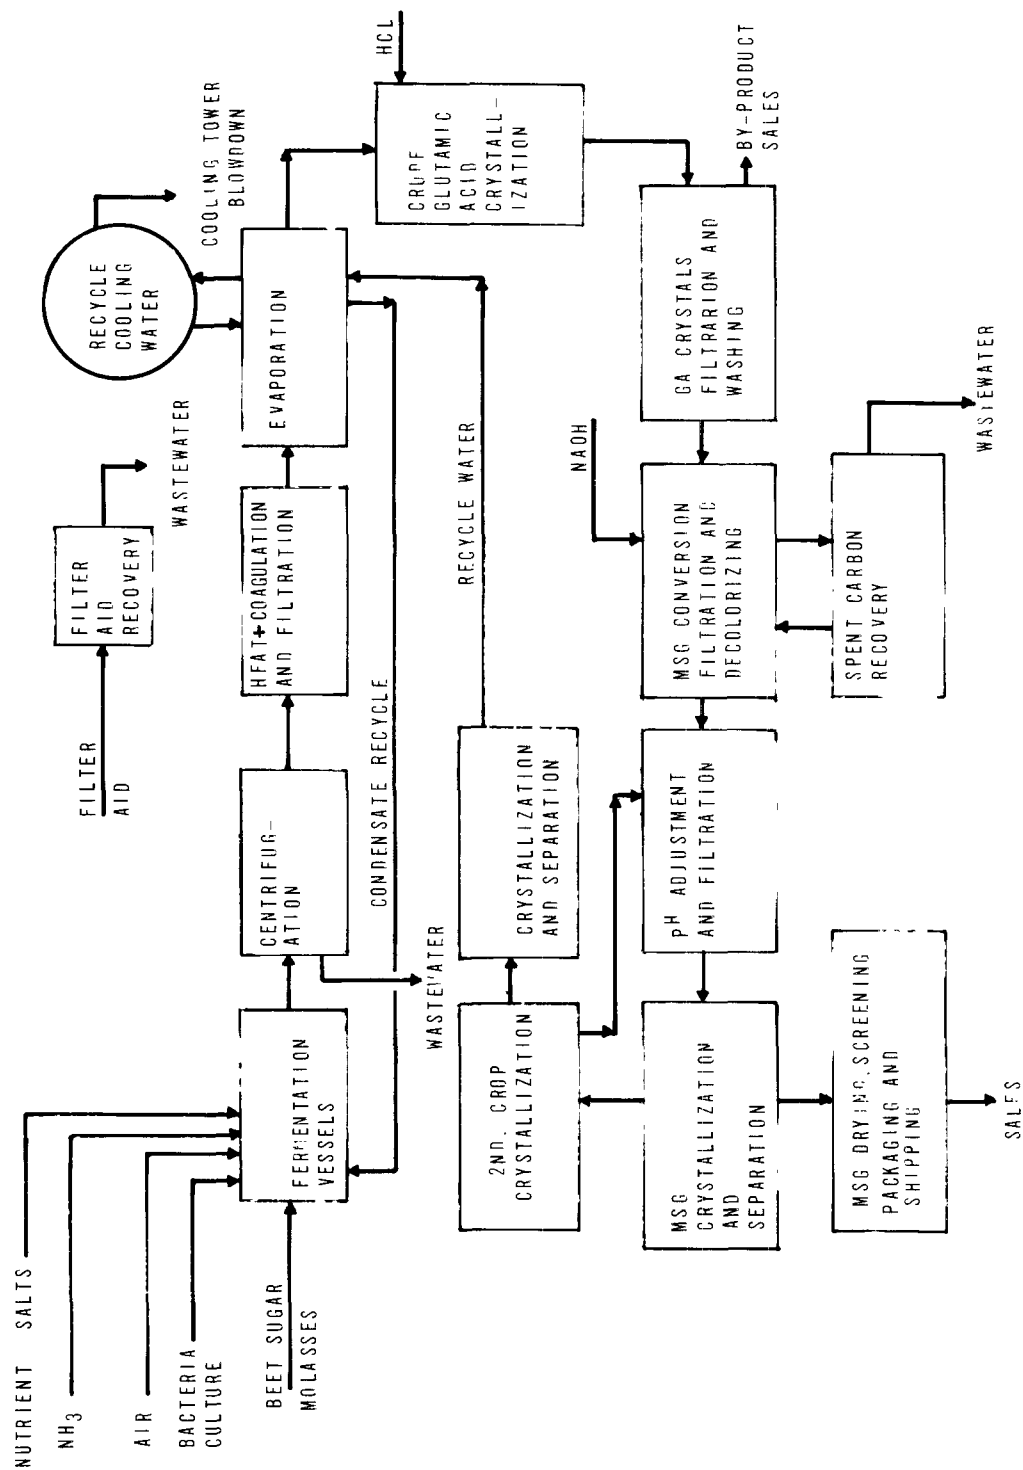 NUTRIENT SALTS
NH3
AIR
BACTERIA
CULTURE
BEET SUGAR
MOLASSES
FERMENTATION
VESSELS
CENTRIFUG-
ATION
WASTEWATER
HEAT+COAGULATION
AND FILTRATION
FILTER
AID
FILTER
AID
RECOVERY
WASTEWATER
EVAPORATION
RECYCLE
COOLING
WATER
COOLING TOWER
BLOWDOWN
CONDENSATE RECYCLE
RECYCLE WATER
HCL
CRUDE
GLUTAMIC
ACID
CRYSTALL-
IZATION
2ND. CROP
CRYSTALLIZATION
CRYSTALLIZATION
AND SEPARATION
NAOH
MSG
CRYSTALLIZATION
AND
SEPARATION
PH ADJUSTMENT
AND FILTRATION
MSG CONVERSION
FILTRATION AND
DECOLORIZING
GA CRYSTALS
FILTRARION AND
WASHING
BY-PRODUCT
SALES
MSG DRYING, SCREENING
PACKAGING AND
SHIPPING
SALES
SPENT CARBON
RECOVERY
WASTEWATER